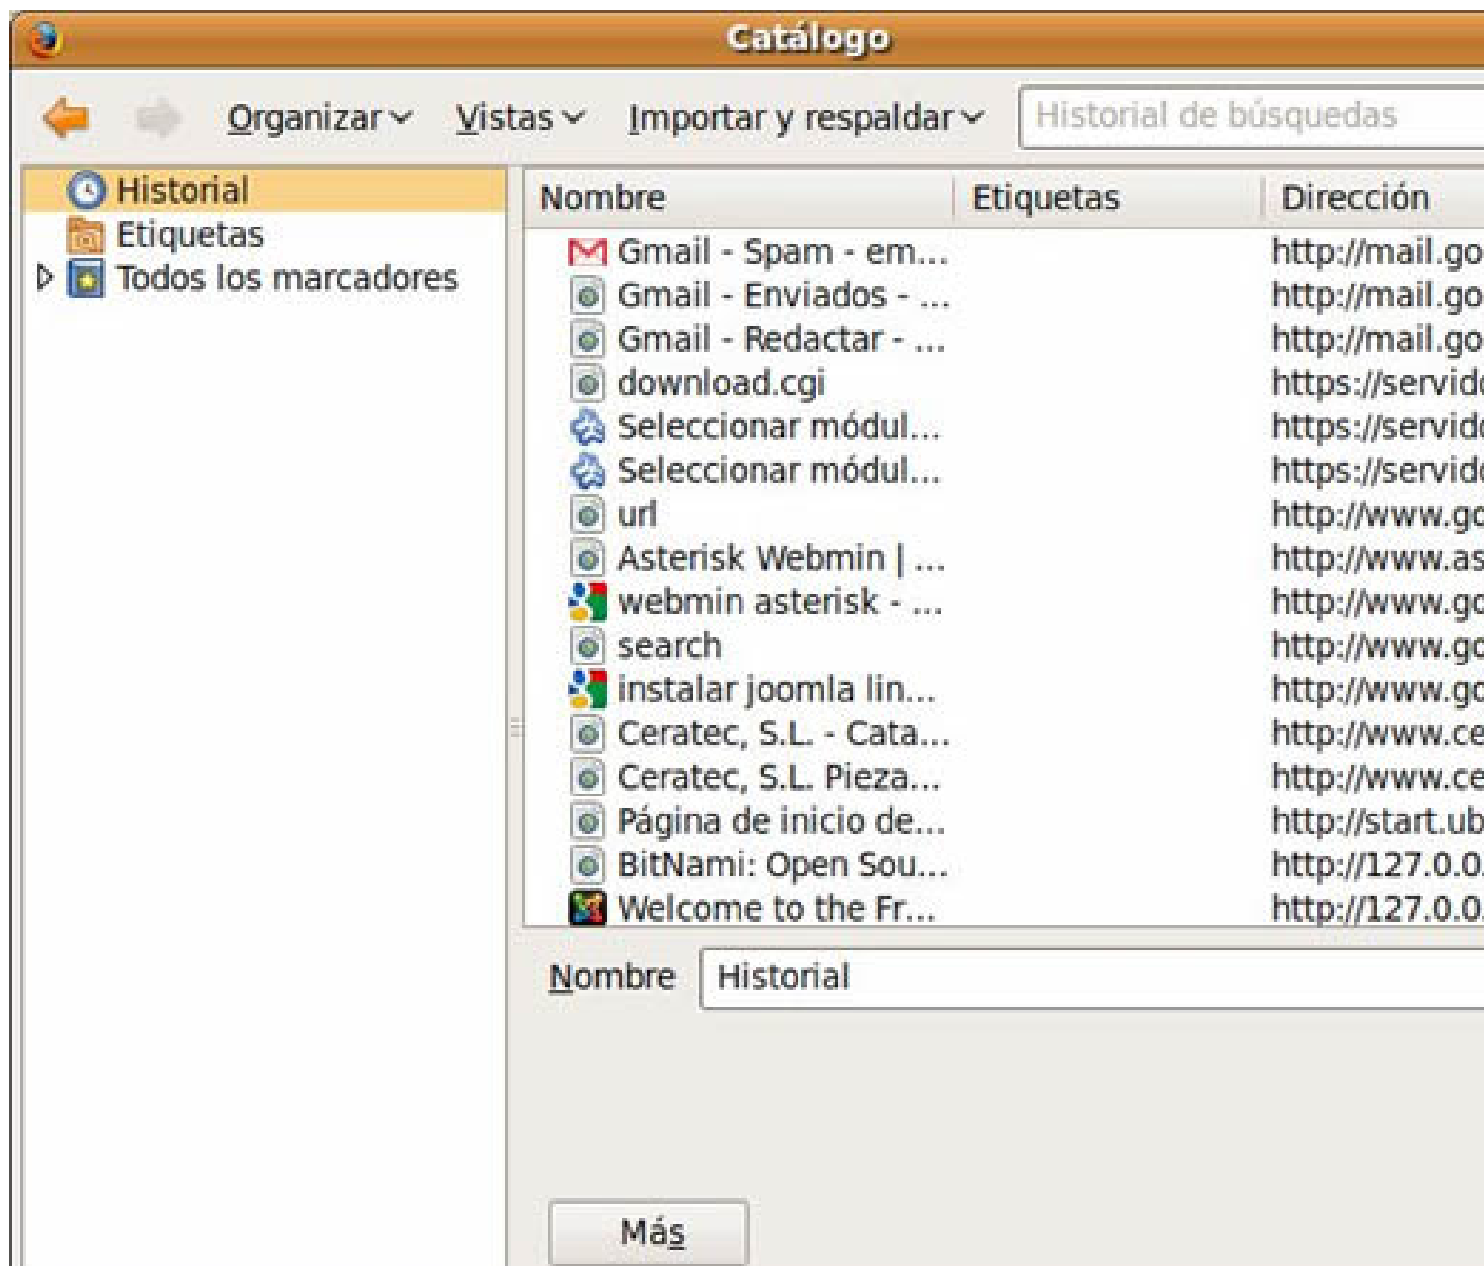 Catálogo
Organizar Vistas Importar y respaldar Historial de búsquedas
Historial
Etiquetas
Todos los marcadores
Nombre Etiquetas Dirección
Gmail - Spam - em... http://mail.go
Gmail - Enviados - ... http://mail.go
Gmail - Redactar - ... http://mail.go
download.cgi https://servido
Seleccionar módul... https://servido
Seleccionar módul... https://servido
url http://www.go
Asterisk Webmin | ... http://www.as
webmin asterisk - ... http://www.go
search http://www.go
instalar joomla lin... http://www.go
Ceratec, S.L. - Cata... http://www.ce
Ceratec, S.L. Pieza... http://www.ce
Página de inicio de... http://start.ub
BitNami: Open Sou... http://127.0.0.
Welcome to the Fr... http://127.0.0.
Nombre Historial
Más